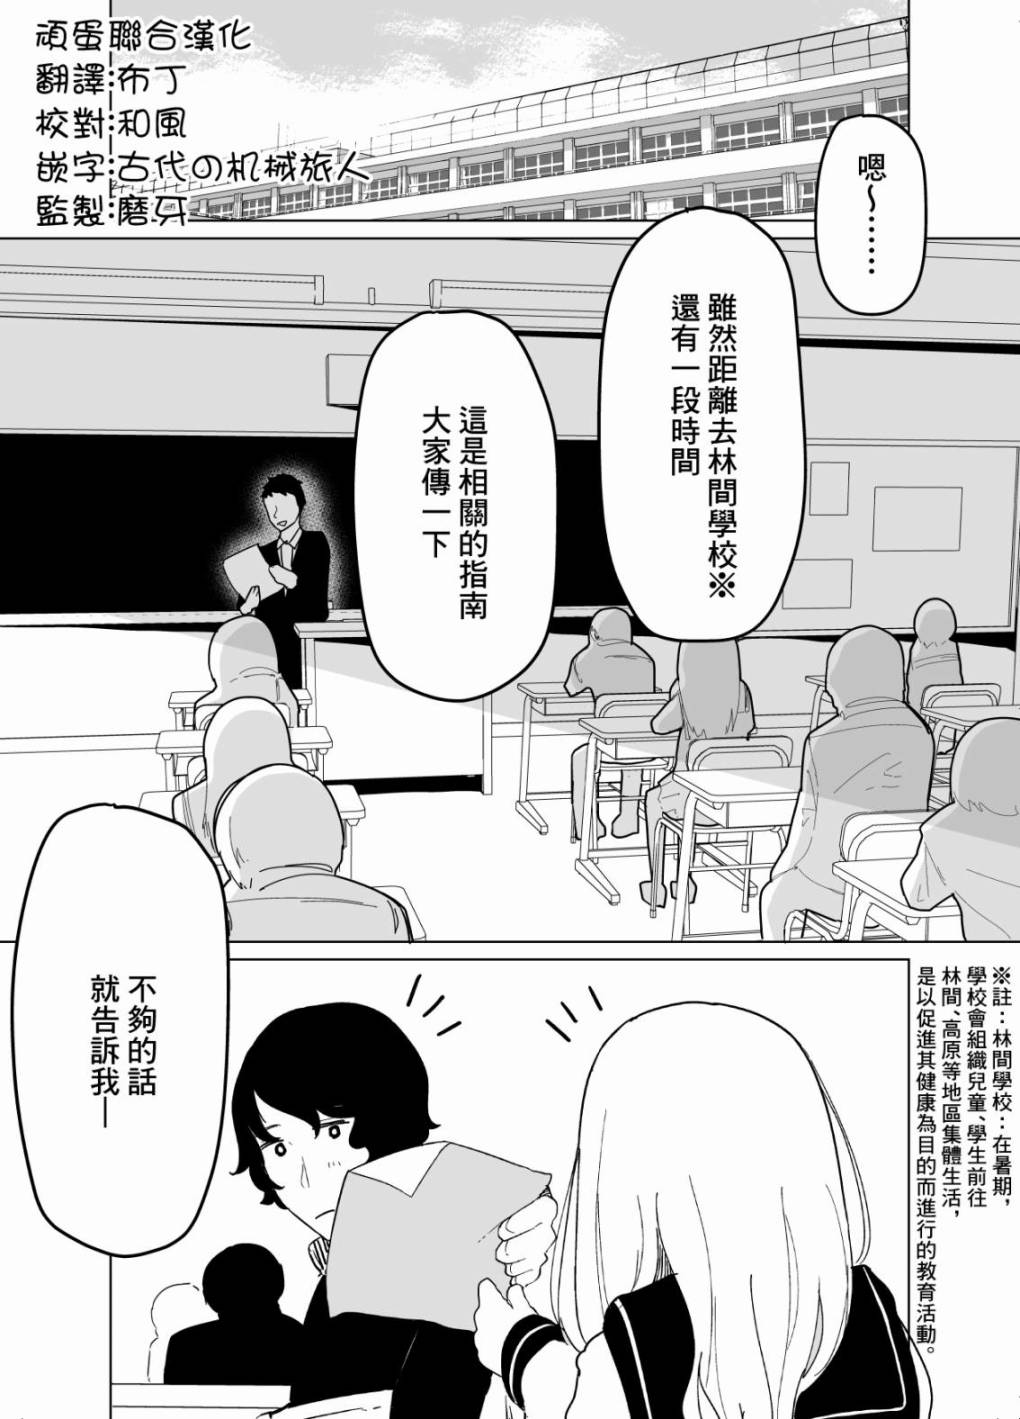 頑蛋聯合漢化
翻譯:布丁
校對:和風
嵌字:古代の机械旅人
監製:磨牙
嗯～……
雖然距離去林間學校※
還有一段時間
這是相關的指南
大家傳一下
不夠的話
就告訴我—
※註：林間學校：在暑期，
學校會組織兒童、學生前往
林間、高原等地區集體生活，
是以促進其健康為目的而進行的教育活動。